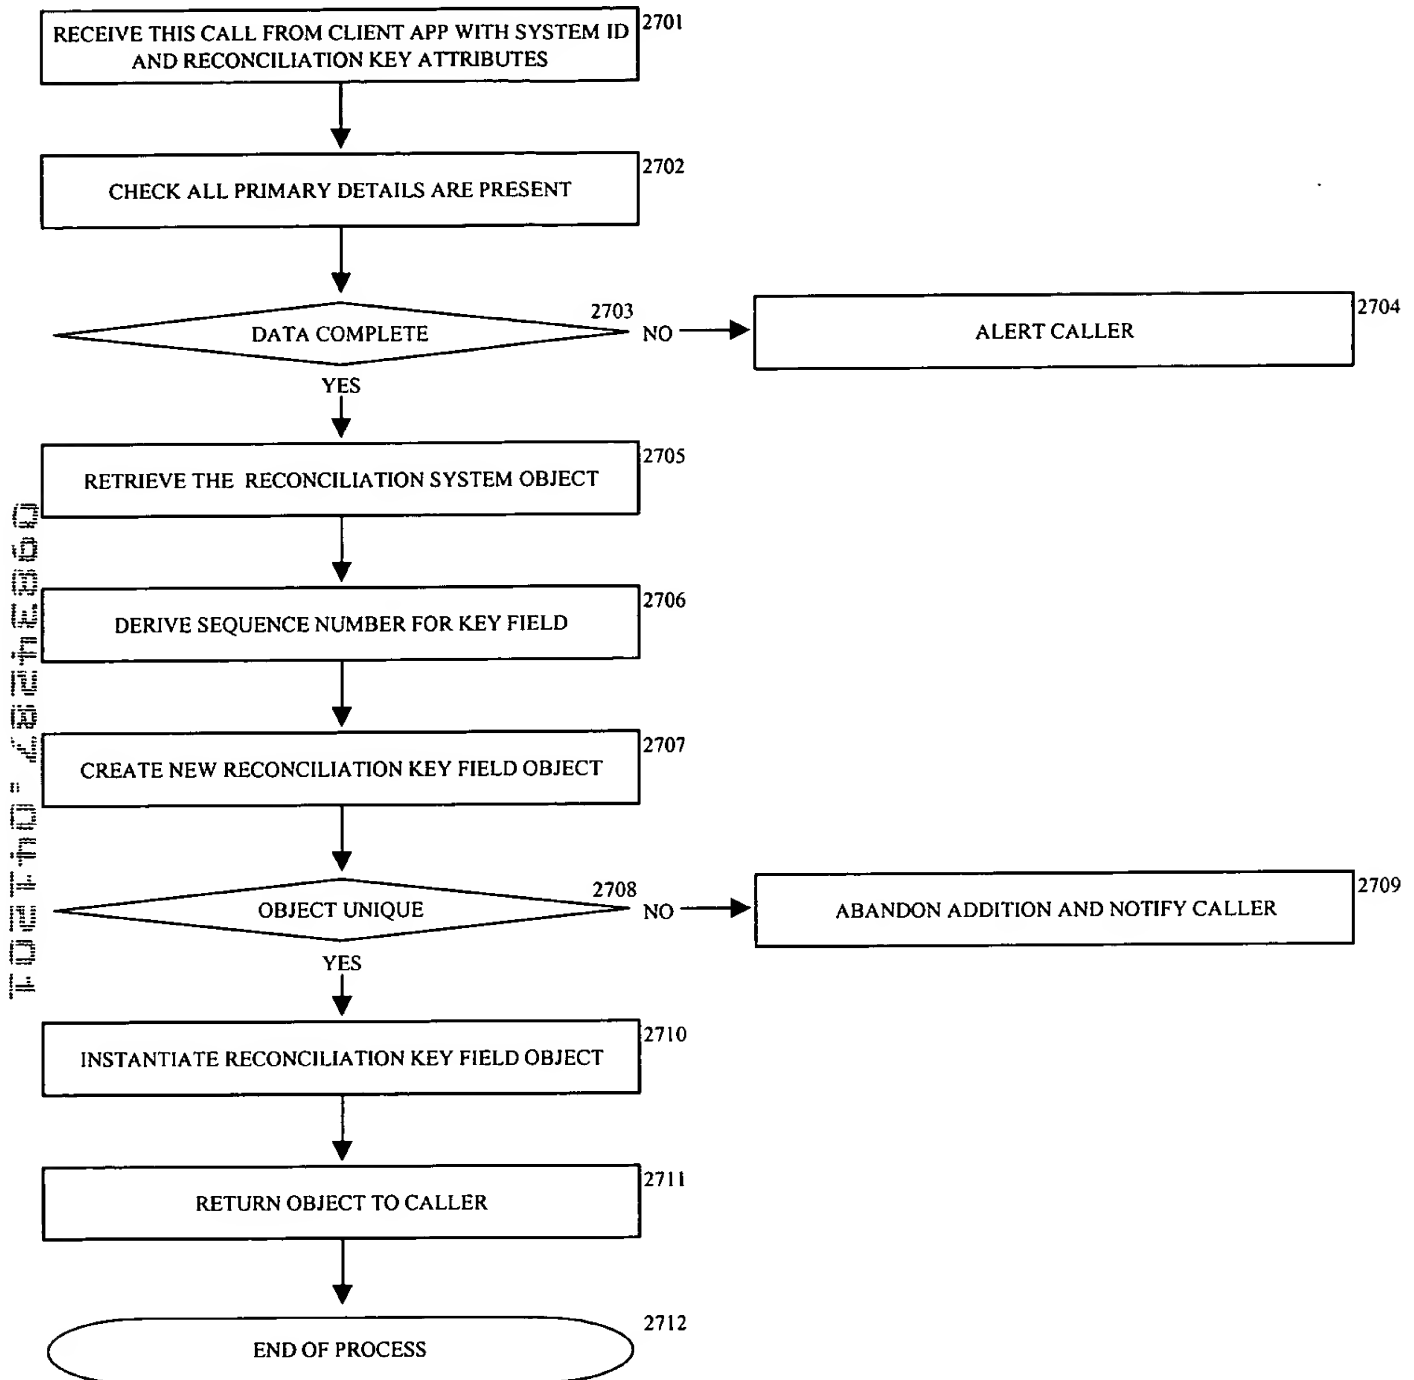 RECEIVE THIS CALL FROM CLIENT APP WITH SYSTEM ID
AND RECONCILIATION KEY ATTRIBUTES
2701
CHECK ALL PRIMARY DETAILS ARE PRESENT
2702
DATA COMPLETE
2703
NO
ALERT CALLER
2704
YES
RETRIEVE THE RECONCILIATION SYSTEM OBJECT
2705
DERIVE SEQUENCE NUMBER FOR KEY FIELD
2706
CREATE NEW RECONCILIATION KEY FIELD OBJECT
2707
OBJECT UNIQUE
2708
NO
ABANDON ADDITION AND NOTIFY CALLER
2709
YES
INSTANTIATE RECONCILIATION KEY FIELD OBJECT
2710
RETURN OBJECT TO CALLER
2711
END OF PROCESS
2712